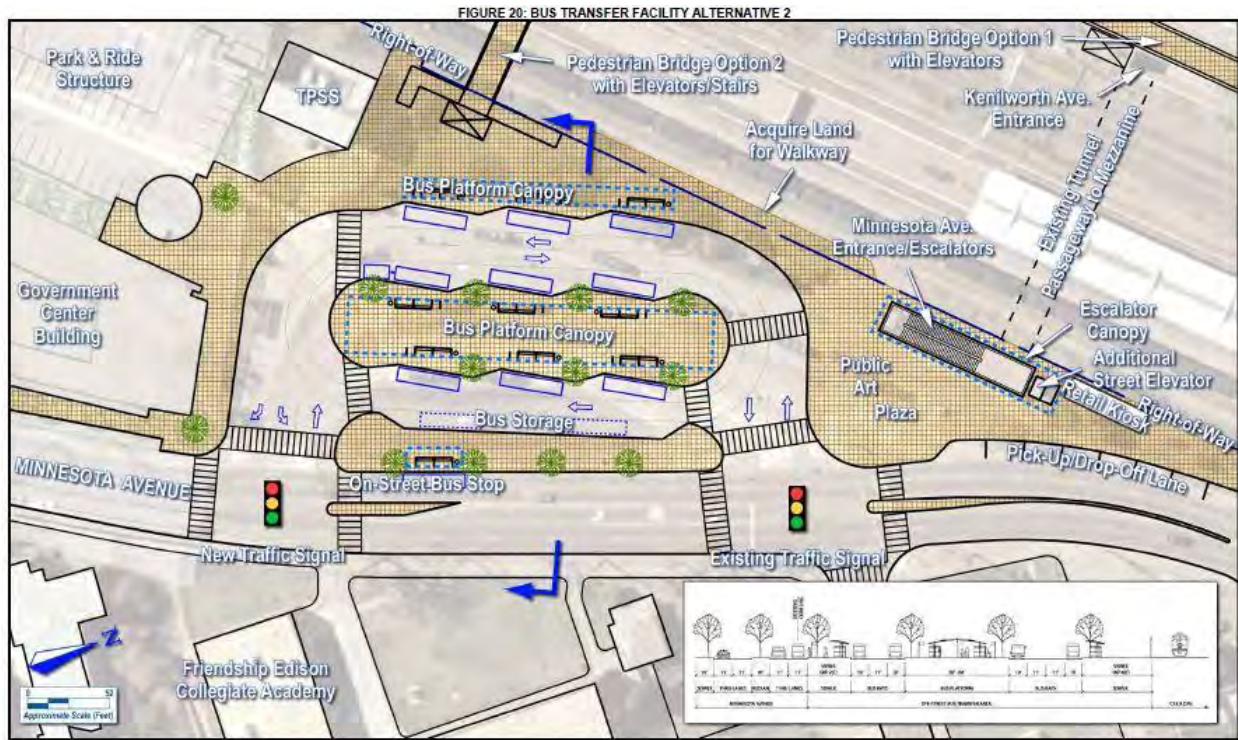 FIGURE 20: BUS TRANSFER FACILITY ALTERNATIVE 2
Park & Ride
Structure
TPSS
Right-of-Way
Pedestrian Bridge Option 2
with Elevators/Stairs
Pedestrian Bridge Option 1
with Elevators
Kenilworth Ave.
Entrance
Acquire Land
for Walkway
Existing Tunnel
Passageway to Mezzanine
Bus Platform Canopy
Minnesota Ave.
Entrance/Escalators
Government
Center
Building
Bus Platform Canopy
Escalator
Canopy
Additional
Street Elevator
Public
Art
Plaza
Retail Kiosk
Right-of-Way
Bus Storage
Pick-Up/Drop-Off Lane
MINNESOTA AVENUE
On-Street Bus Stop
New Traffic Signal
Existing Traffic Signal
Z
Friendship Edison
Collegiate Academy
0 52
Approximate Scale (Feet)